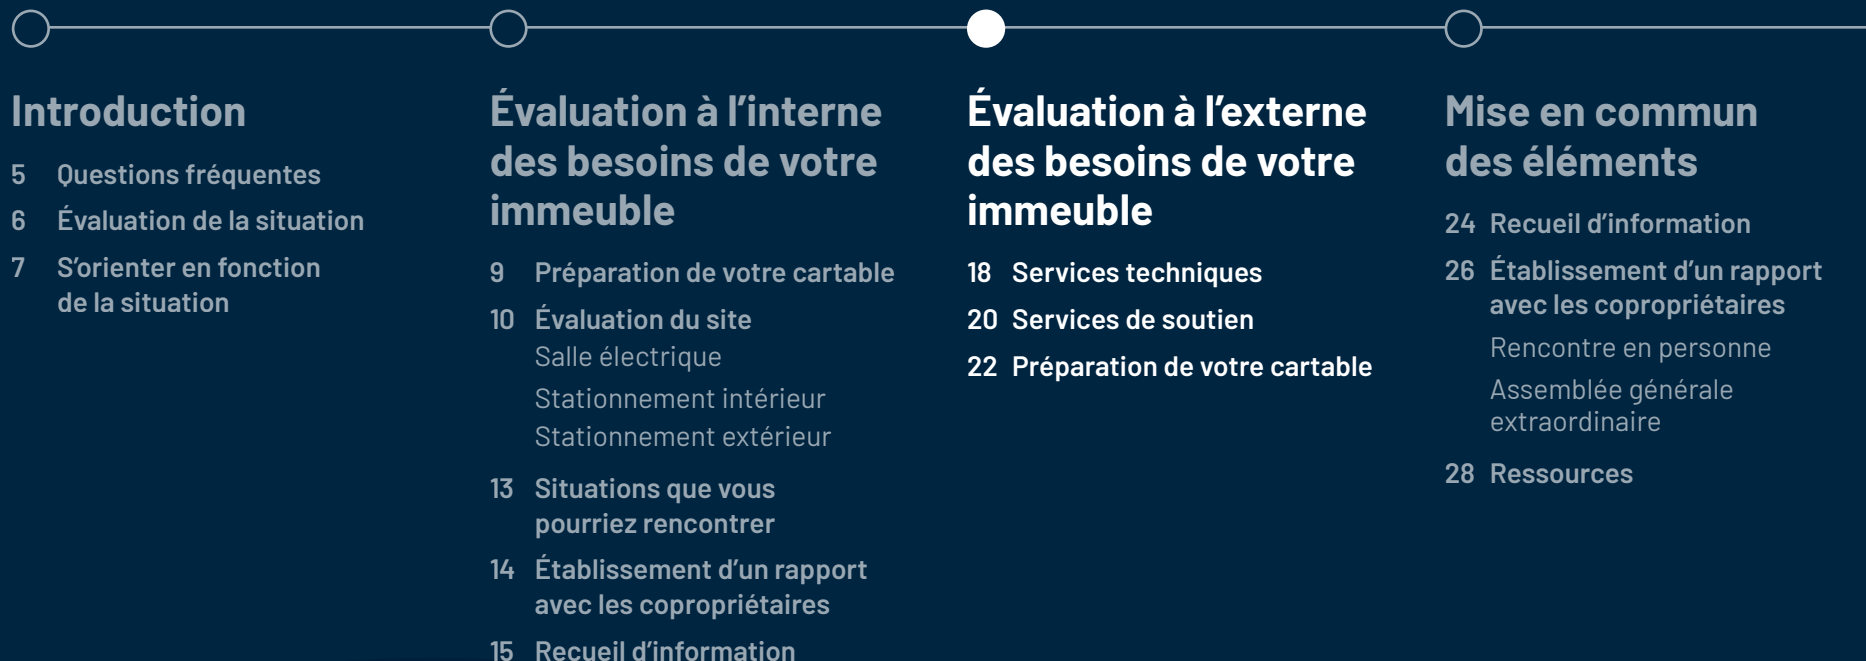 Introduction
5 Questions fréquentes
6 Évaluation de la situation
7 S’orienter en fonction
de la situation
Évaluation à l’interne
des besoins de votre
immeuble
9 Préparation de votre cartable
10 Évaluation du site
Salle électrique
Stationnement intérieur
Stationnement extérieur
13 Situations que vous
pourriez rencontrer
14 Établissement d’un rapport
avec les copropriétaires
15 Recueil d’information
Évaluation à l’externe
des besoins de votre
immeuble
18 Services techniques
20 Services de soutien
22 Préparation de votre cartable
Mise en commun
des éléments
24 Recueil d’information
26 Établissement d’un rapport
avec les copropriétaires
Rencontre en personne
Assemblée générale
extraordinaire
28 Ressources